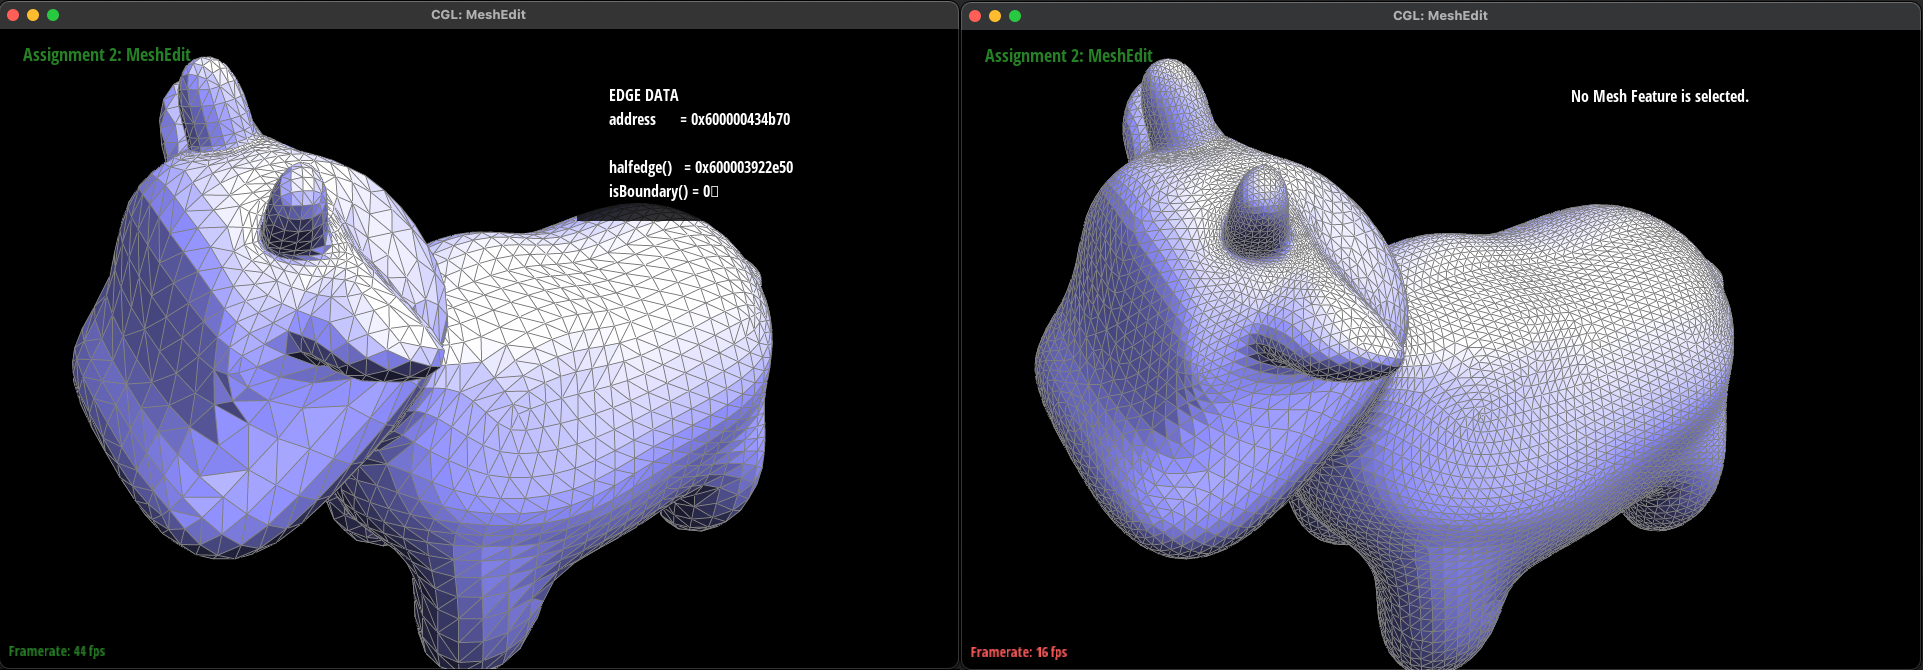 CGL: MeshEdit
Assignment 2: MeshEdit
EDGE DATA
address = 0x600000434b70
halfedge() = 0x600003922e50
isBoundary() = 0
Framerate: 44 fps
CGL: MeshEdit
Assignment 2: MeshEdit
No Mesh Feature is selected.
Framerate: 16 fps